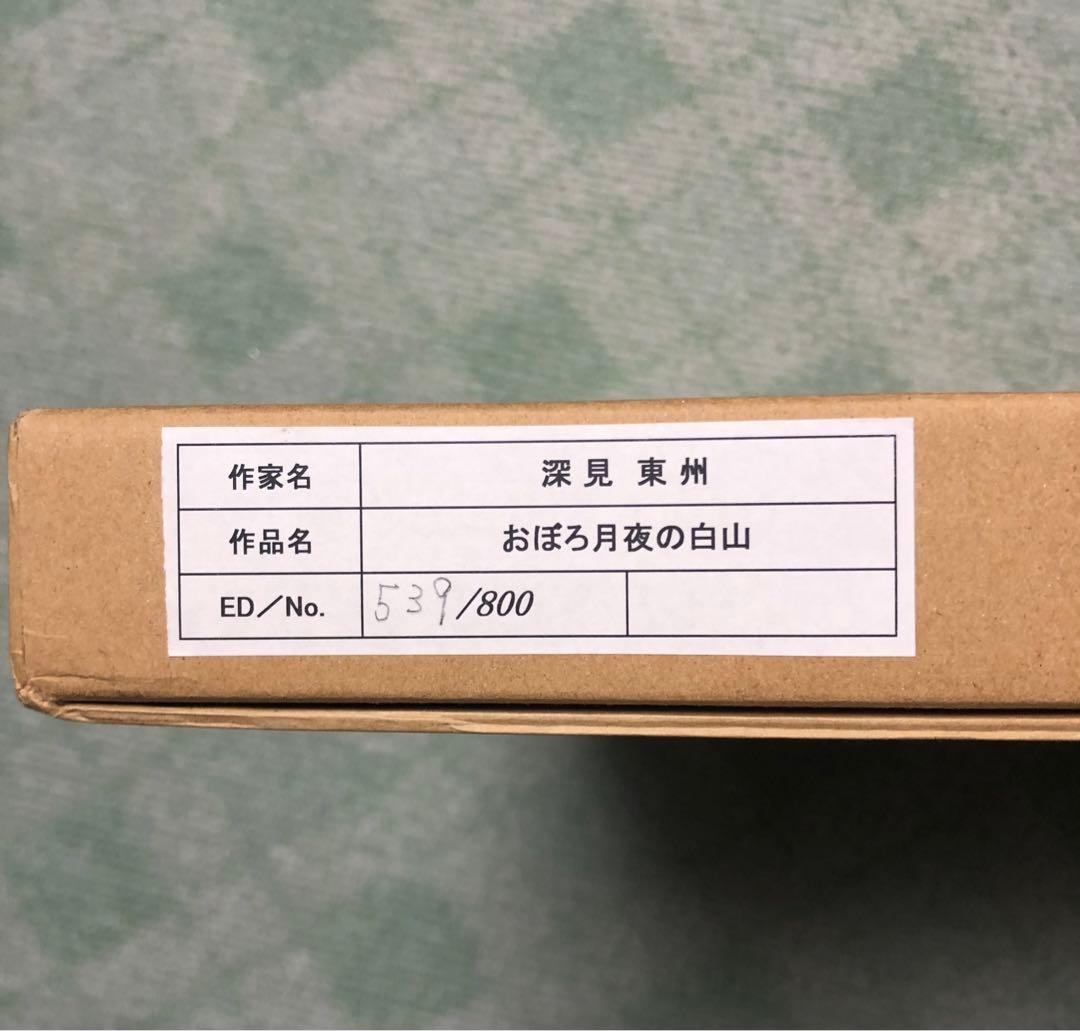 作家名 深見 東州
作品名 おぼろ月夜の白山
ED／No. 539/800